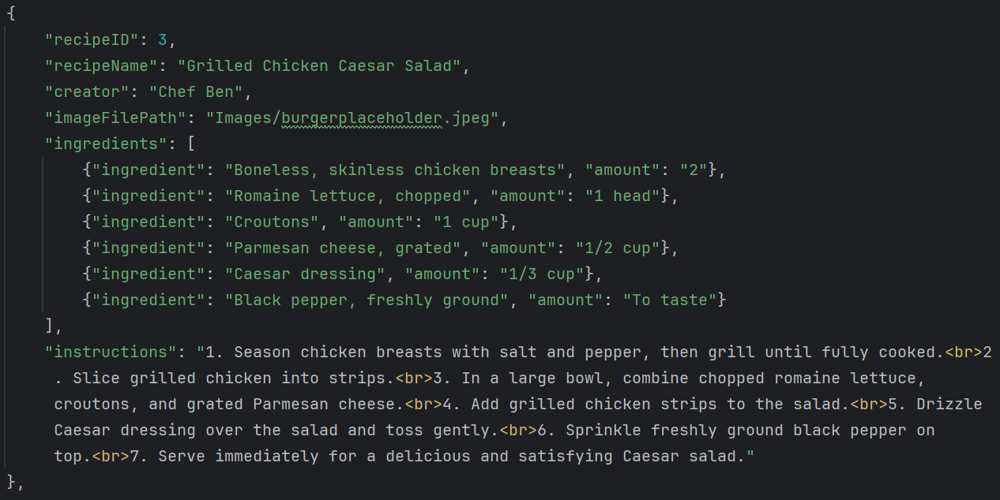 {
    "recipeID": 3,
    "recipeName": "Grilled Chicken Caesar Salad",
    "creator": "Chef Ben",
    "imageFilePath": "Images/burgerplaceholder.jpeg",
    "ingredients": [
        {"ingredient": "Boneless, skinless chicken breasts", "amount": "2"},
        {"ingredient": "Romaine lettuce, chopped", "amount": "1 head"},
        {"ingredient": "Croutons", "amount": "1 cup"},
        {"ingredient": "Parmesan cheese, grated", "amount": "1/2 cup"},
        {"ingredient": "Caesar dressing", "amount": "1/3 cup"},
        {"ingredient": "Black pepper, freshly ground", "amount": "To taste"}
    ],
    "instructions": "1. Season chicken breasts with salt and pepper, then grill until fully cooked.<br>2
     . Slice grilled chicken into strips.<br>3. In a large bowl, combine chopped romaine lettuce,
     croutons, and grated Parmesan cheese.<br>4. Add grilled chicken strips to the salad.<br>5. Drizzle
     Caesar dressing over the salad and toss gently.<br>6. Sprinkle freshly ground black pepper on
     top.<br>7. Serve immediately for a delicious and satisfying Caesar salad."
},